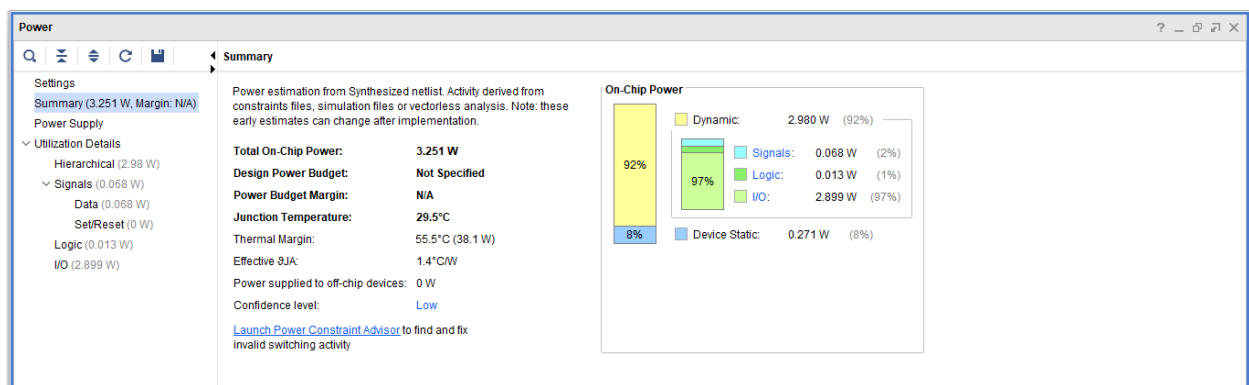 Power
Summary
Settings
Summary (3.251 W, Margin: N/A)
Power Supply
Utilization Details
Hierarchical (2.98 W)
Signals (0.068 W)
Data (0.068 W)
Set/Reset (0 W)
Logic (0.013 W)
I/O (2.899 W)
Power estimation from Synthesized netlist. Activity derived from
constraints files, simulation files or vectorless analysis. Note: these
early estimates can change after implementation.
Total On-Chip Power: 3.251 W
Design Power Budget: Not Specified
Power Budget Margin: N/A
Junction Temperature: 29.5°C
Thermal Margin: 55.5°C (38.1 W)
Effective ϑJA: 1.4°C/W
Power supplied to off-chip devices: 0 W
Confidence level: Low
Launch Power Constraint Advisor to find and fix
invalid switching activity
On-Chip Power
92%
8%
Dynamic: 2.980 W (92%)
97%
Signals: 0.068 W (2%)
Logic: 0.013 W (1%)
I/O: 2.899 W (97%)
Device Static: 0.271 W (8%)